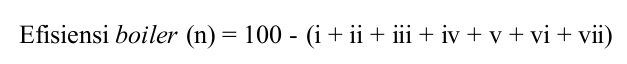 Efisiensi boiler (n) = 100 - (i + ii + iii + iv + v + vi + vii)